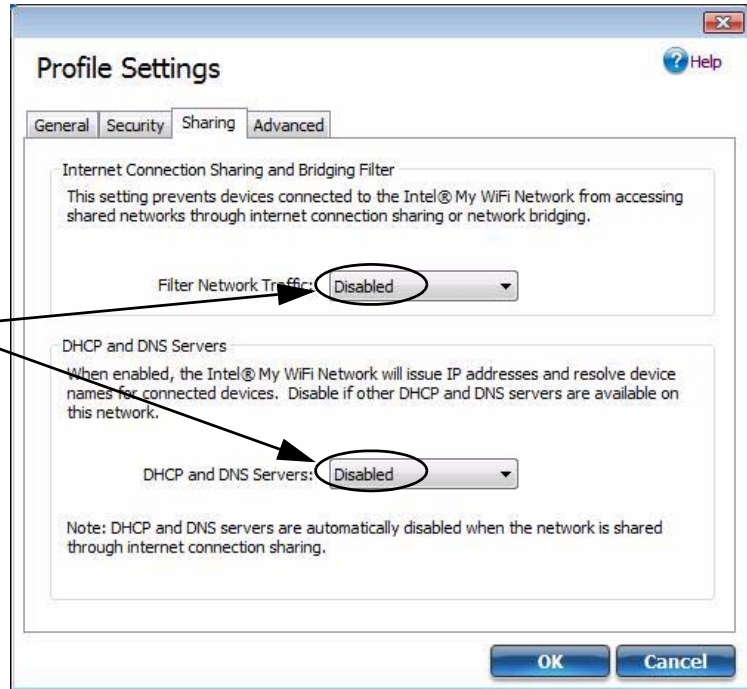 Profile Settings
Help
General Security Sharing Advanced
Internet Connection Sharing and Bridging Filter
This setting prevents devices connected to the Intel® My WiFi Network from accessing
shared networks through internet connection sharing or network bridging.
Filter Network Traffic: Disabled
DHCP and DNS Servers
When enabled, the Intel® My WiFi Network will issue IP addresses and resolve device
names for connected devices. Disable if other DHCP and DNS servers are available on
this network.
DHCP and DNS Servers: Disabled
Note: DHCP and DNS servers are automatically disabled when the network is shared
through internet connection sharing.
OK Cancel